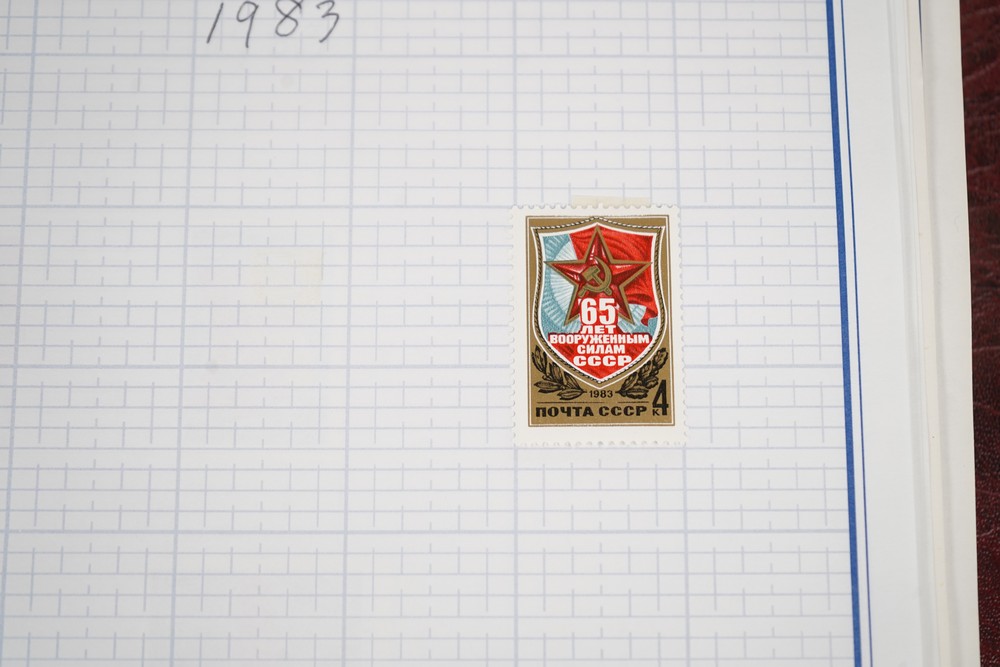 1983
65
ЛЕТ
ВООРУЖЕННЫМ
СИЛАМ
СССР
1983
ПОЧТА СССР 4 К